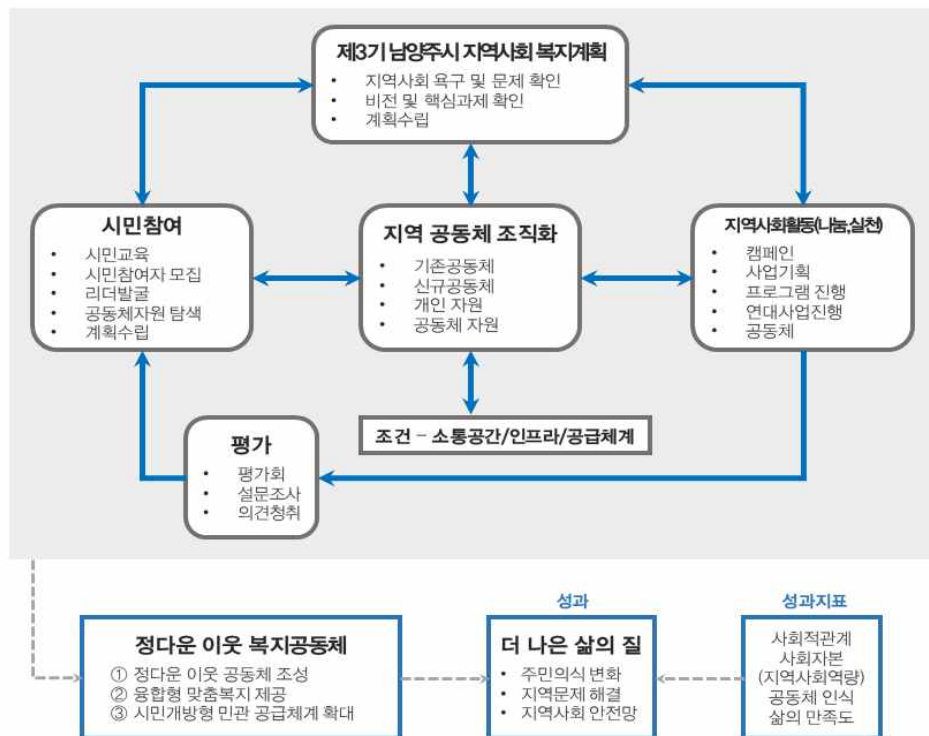 제3기 남양주시 지역사회 복지계획
• 지역사회 욕구 및 문제 확인
• 비전 및 핵심과제 확인
• 계획수립
시민참여
• 시민교육
• 시민참여자 모집
• 리더발굴
• 공동체자원 탐색
• 계획수립
지역 공동체 조직화
• 기존공동체
• 신규공동체
• 개인 자원
• 공동체 자원
지역사회활동(나눔,실천)
• 캠페인
• 사업기획
• 프로그램 진행
• 연대사업진행
• 공동체
조건 - 소통공간/인프라/공급체계
평가
• 평가회
• 설문조사
• 의견청취
정다운 이웃 복지공동체
① 정다운 이웃 공동체 조성
② 융합형 맞춤복지 제공
③ 시민개방형 민관 공급체계 확대
성과
더 나은 삶의 질
• 주민의식 변화
• 지역문제 해결
• 지역사회 안전망
성과지표
사회적관계
사회자본
(지역사회역량)
공동체 인식
삶의 만족도